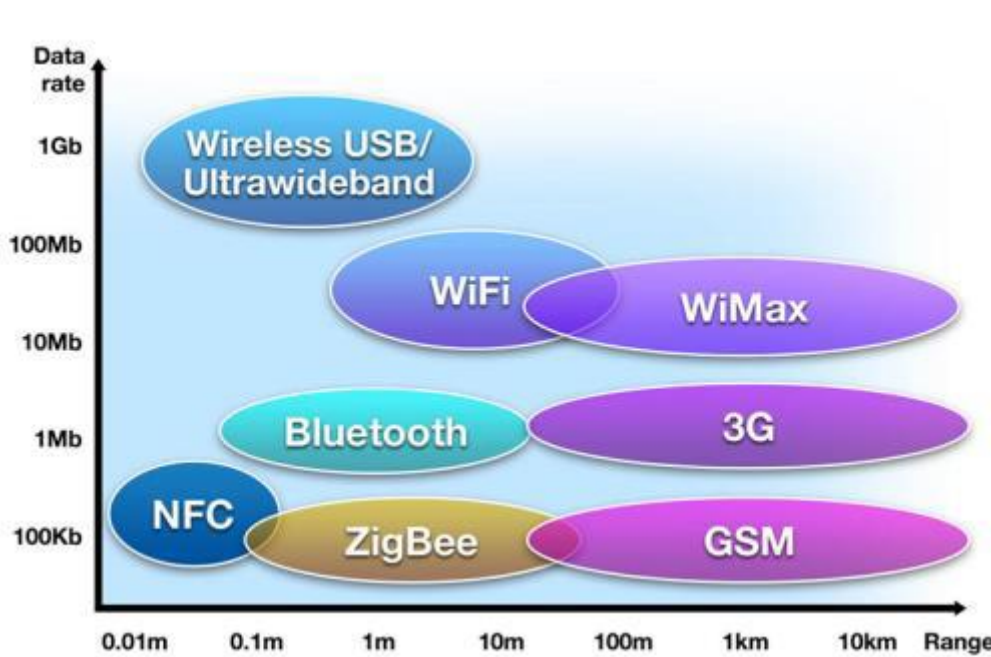 Data
rate
1Gb
100Mb
10Mb
1Mb
100Kb
Wireless USB/
Ultrawideband
WiFi
WiMax
Bluetooth
3G
NFC
ZigBee
GSM
0.01m 0.1m 1m 10m 100m 1km 10km Range